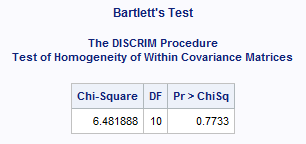 Bartlett's Test
The DISCRIM Procedure
Test of Homogeneity of Within Covariance Matrices
Chi-Square DF Pr > ChiSq
6.481888 10 0.7733